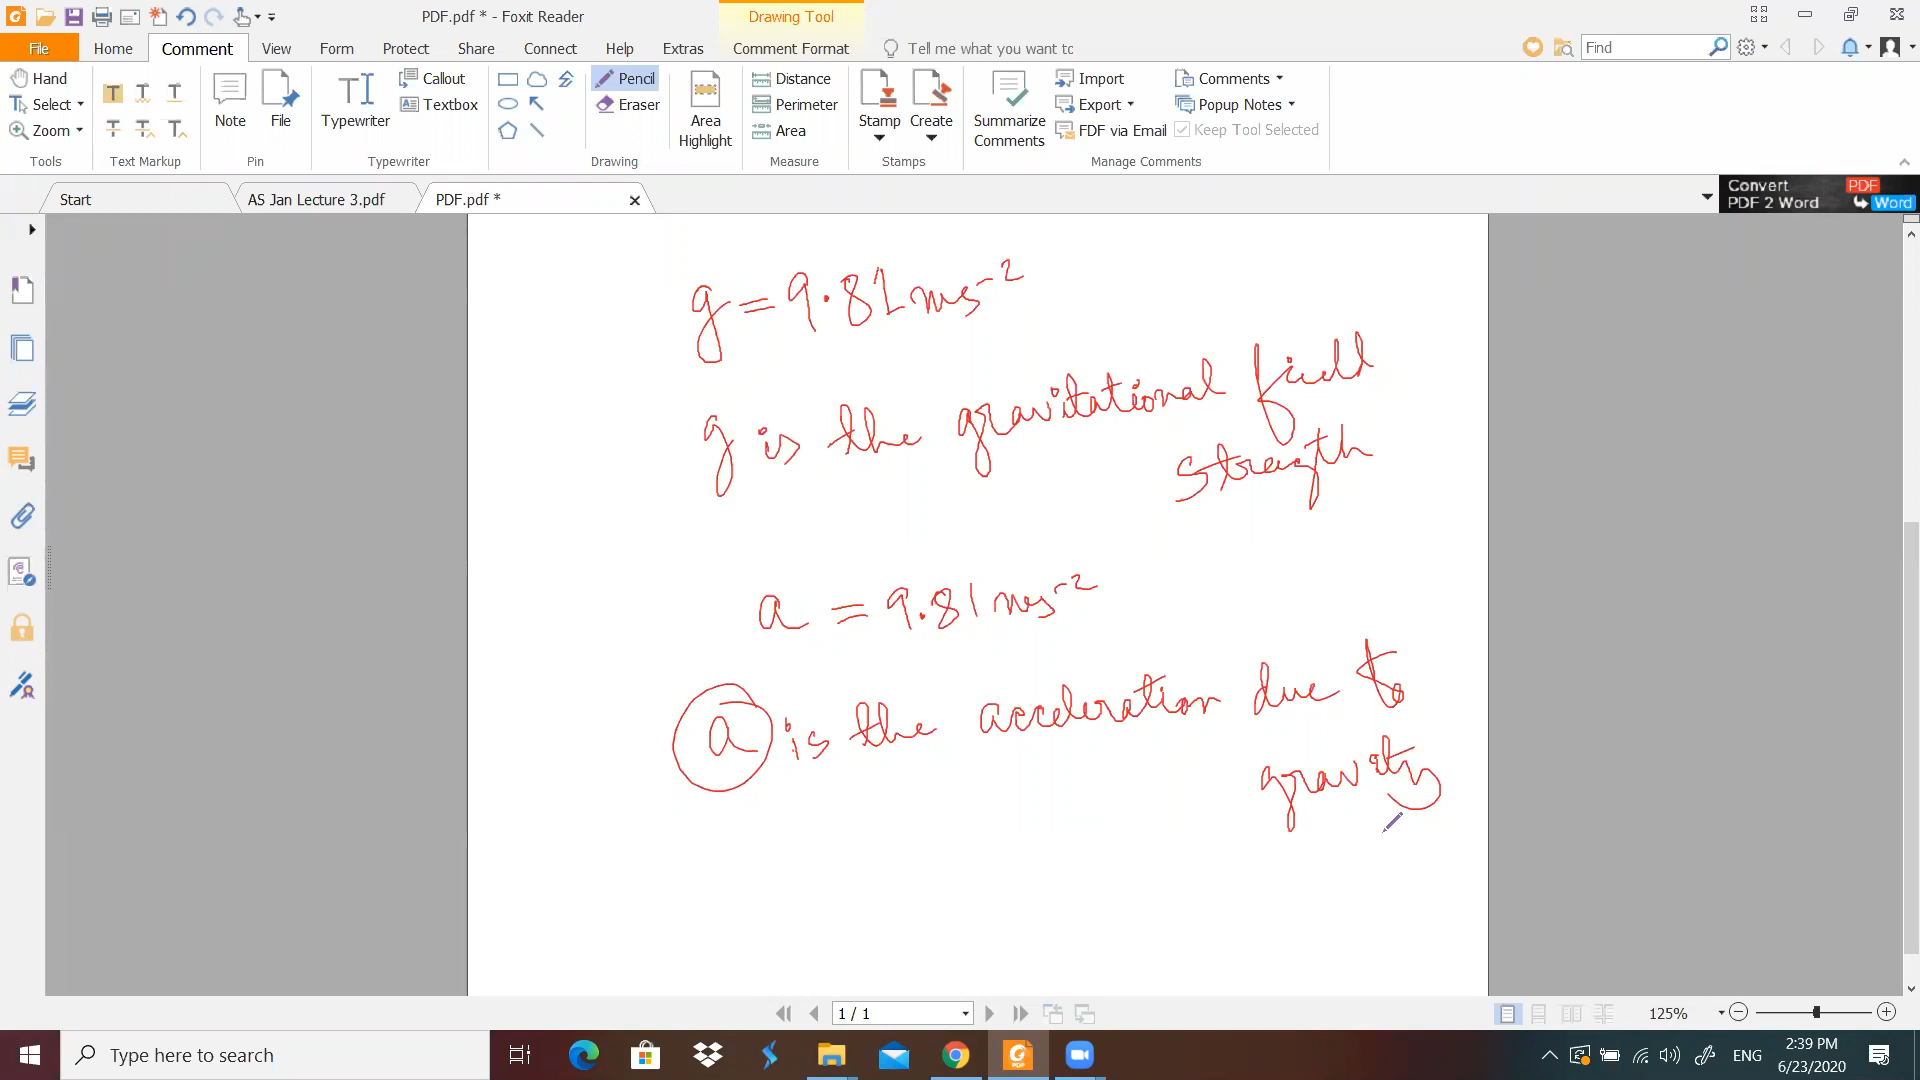 PDF.pdf * - Foxit Reader
Drawing Tool
File Home Comment View Form Protect Share Connect Help Extras Comment Format Tell me what you want to
Find
Hand
Select
Zoom
Tools
T T T
T T T
Text Markup
Note
File
Pin
Typewriter
Callout
Textbox
Typewriter
Pencil
Eraser
Drawing
Area Highlight
Distance
Perimeter
Area
Measure
Stamp
Create
Stamps
Summarize Comments
Import
Export
FDF via Email
Comments
Popup Notes
Keep Tool Selected
Manage Comments
Start
AS Jan Lecture 3.pdf
PDF.pdf *
Convert PDF
PDF 2 Word Word
g = 9.81 ms⁻²
g is the gravitational field
strength
a = 9.81 ms⁻²
a is the acceleration due to
gravity
1 / 1
125%
Type here to search
PDF
ENG
2:39 PM
6/23/2020